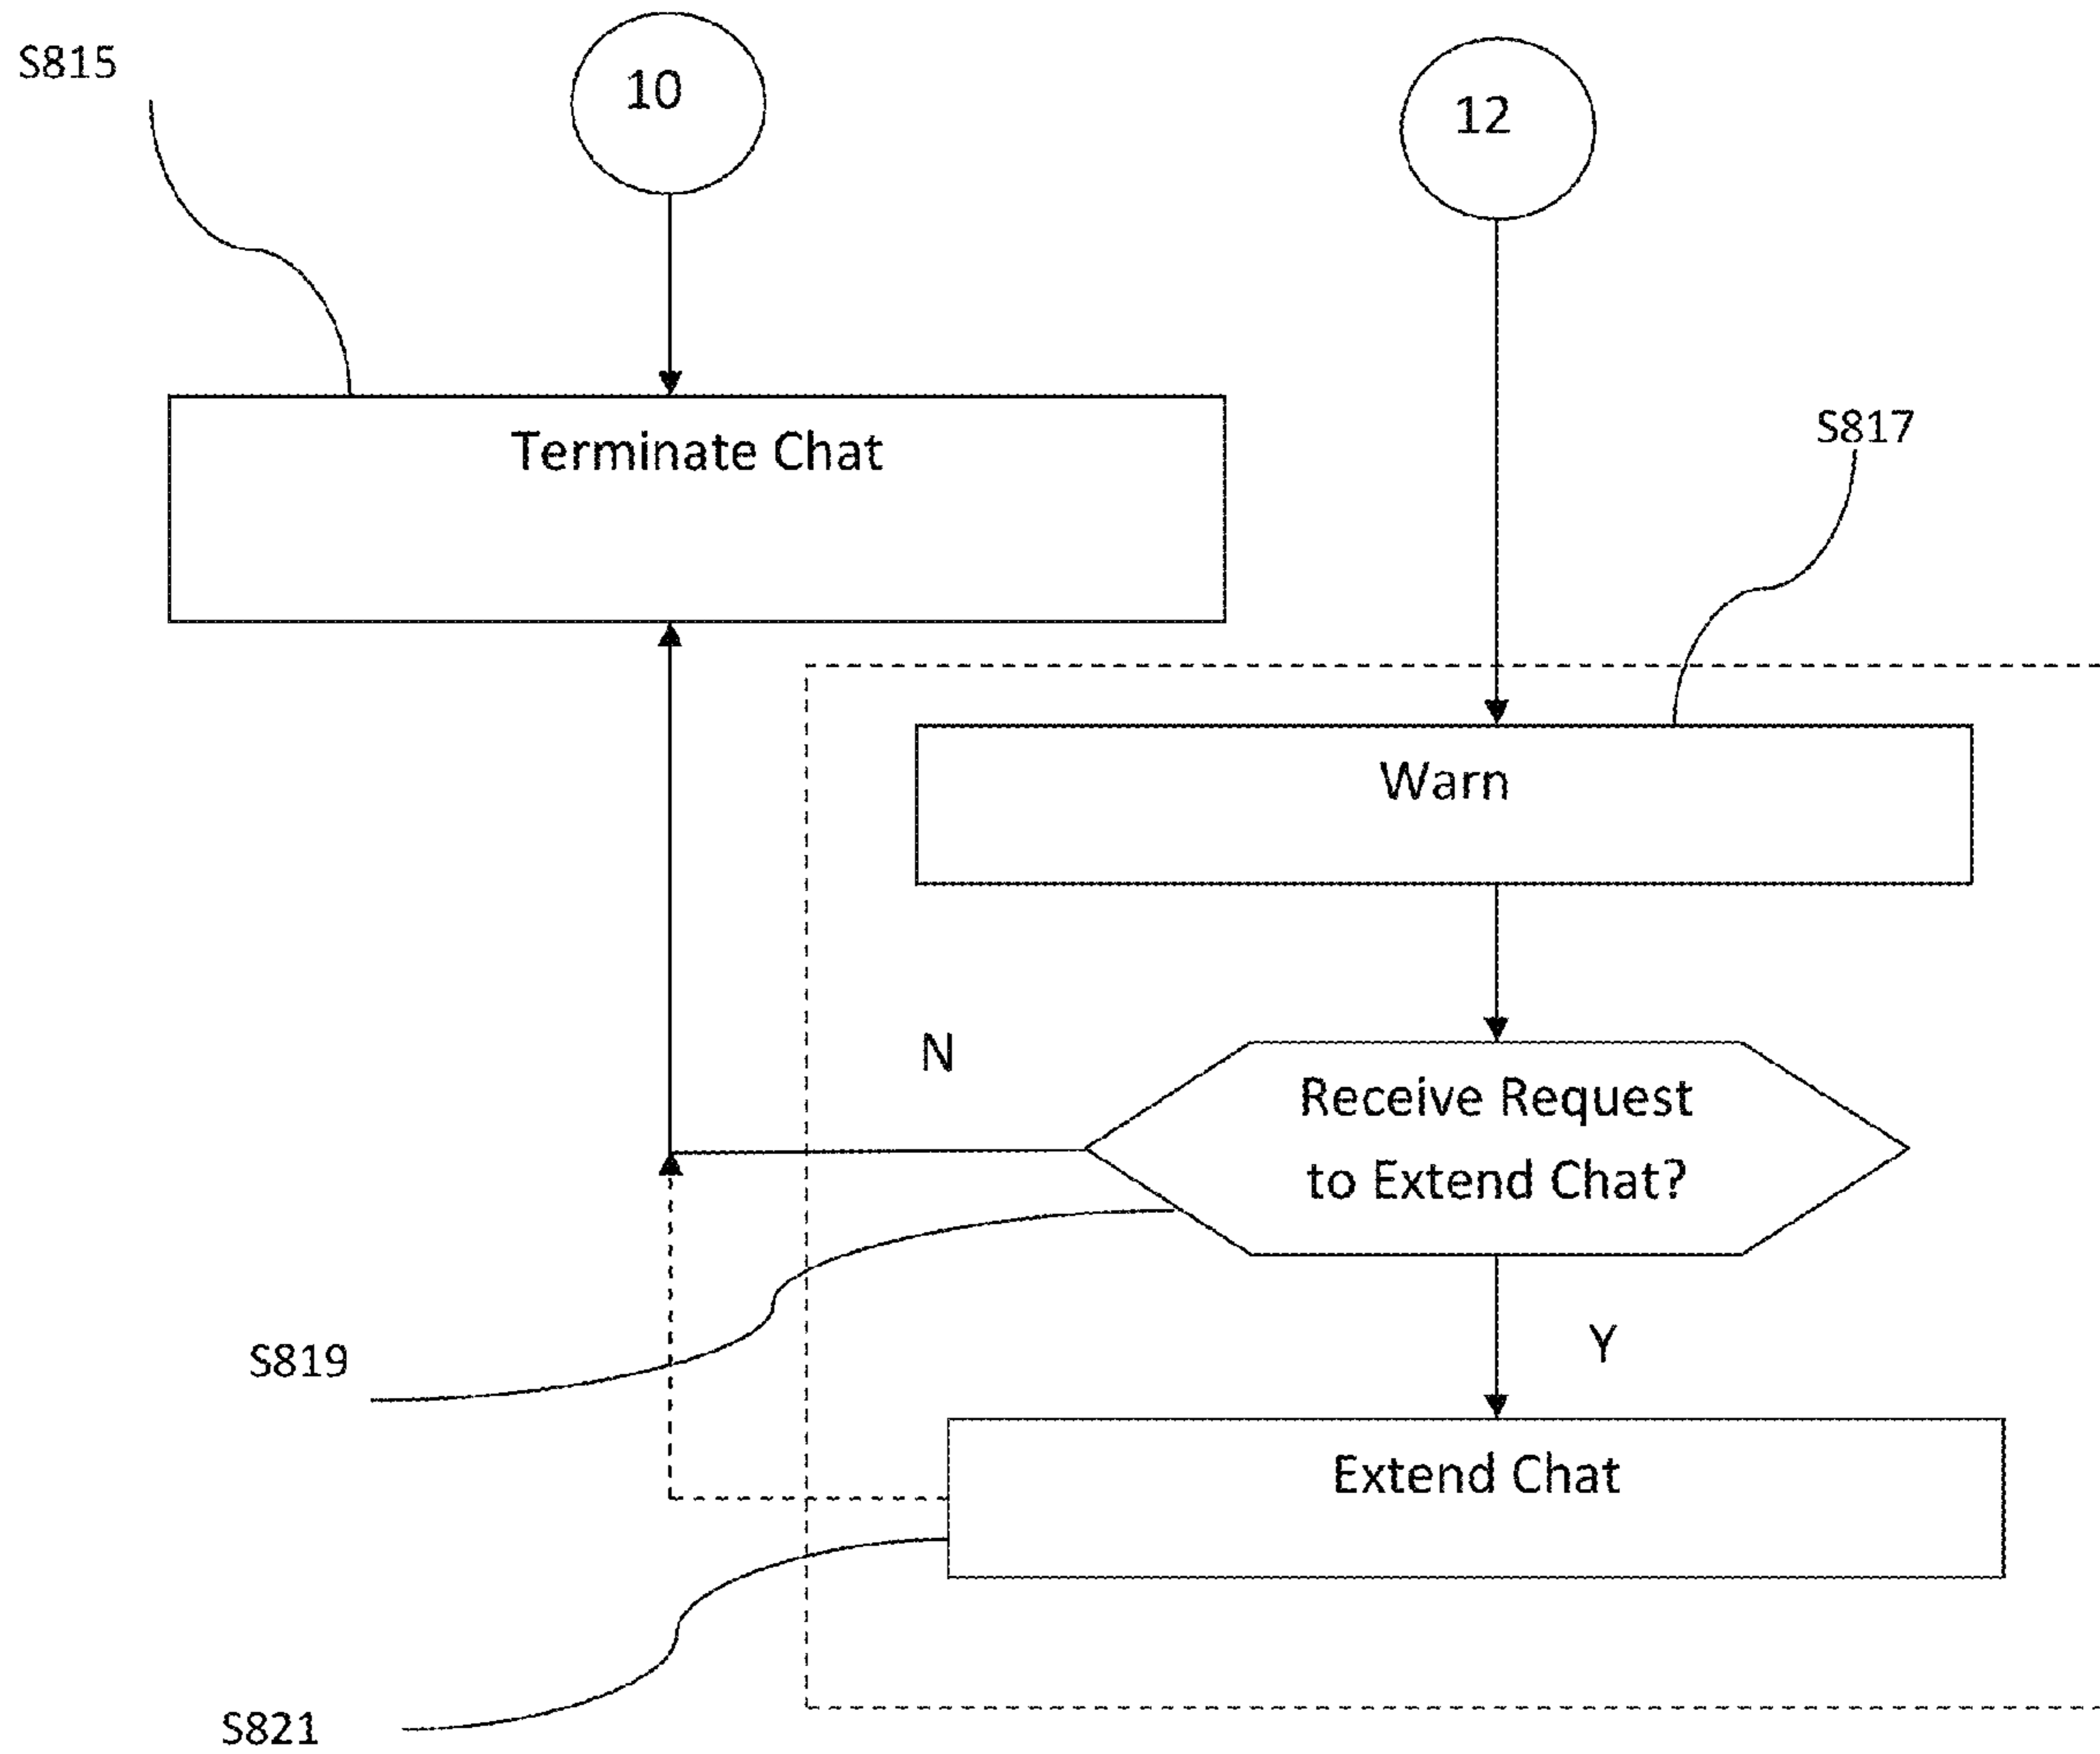 S815
10
12
Terminate Chat
S817
Warn
N
Receive Request
to Extend Chat?
Y
S819
Extend Chat
S821